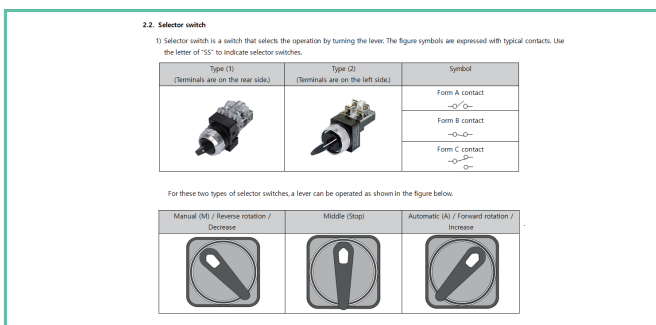 2.2. Selector switch
1) Selector switch is a switch that selects the operation by turning the lever. The figure symbols are expressed with typical contacts. Use
the letter of "SS" to indicate selector switches.
Type (1)
(Terminals are on the rear side.)
Type (2)
(Terminals are on the left side.)
Symbol
Form A contact
Form B contact
Form C contact
For these two types of selector switches, a lever can be operated as shown in the figure below.
Manual (M) / Reverse rotation /
Decrease
Middle (Stop)
Automatic (A) / Forward rotation /
Increase